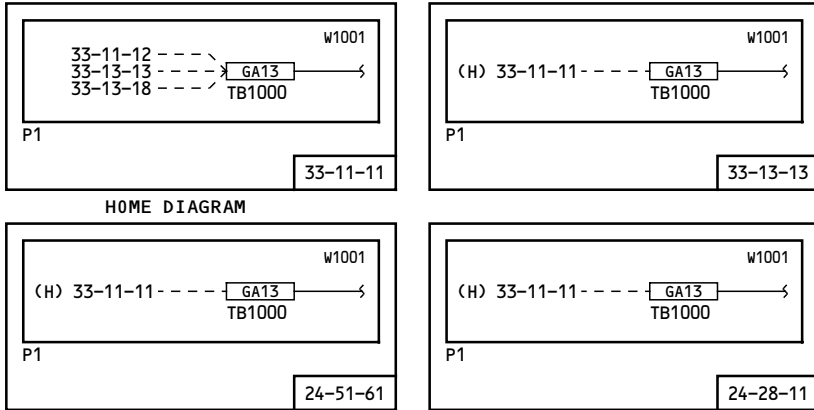 W1001
33-11-12
33-13-13
33-13-18
GA13
TB1000
P1
33-11-11
HOME DIAGRAM
W1001
(H) 33-11-11
GA13
TB1000
P1
33-13-13
W1001
(H) 33-11-11
GA13
TB1000
P1
24-51-61
W1001
(H) 33-11-11
GA13
TB1000
P1
24-28-11